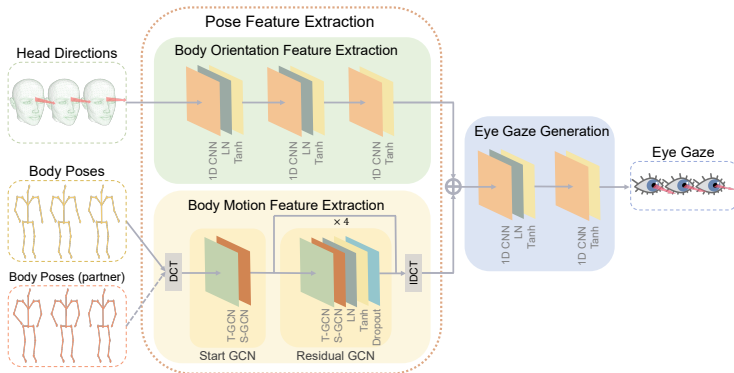 Pose Feature Extraction
Head Directions
Body Orientation Feature Extraction
1D CNN
LN
Tanh
1D CNN
LN
Tanh
1D CNN
Tanh
Eye Gaze Generation
1D CNN
LN
Tanh
1D CNN
Tanh
Eye Gaze
Body Poses
Body Motion Feature Extraction
× 4
DCT
IDCT
Body Poses (partner)
T-GCN
S-GCN
T-GCN
S-GCN
LN
Tanh
Dropout
Start GCN
Residual GCN